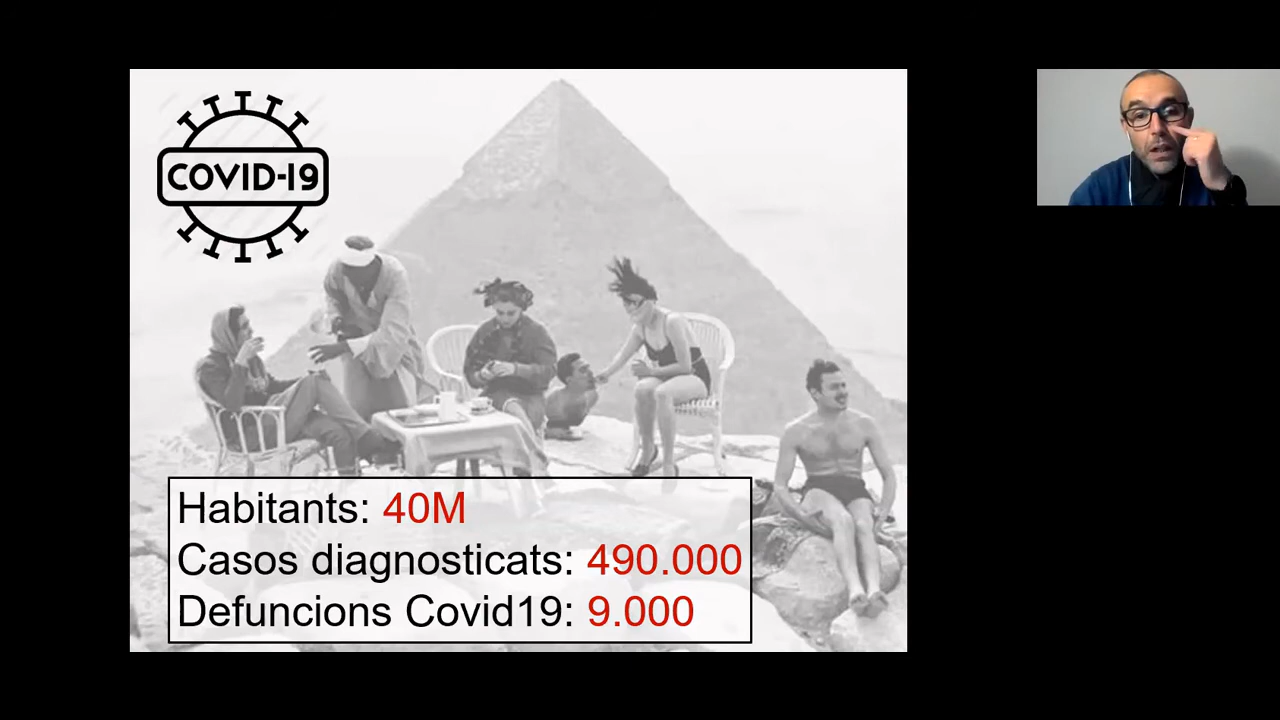 COVID-19
Habitants: 40M
Casos diagnosticats: 490.000
Defuncions Covid19: 9.000